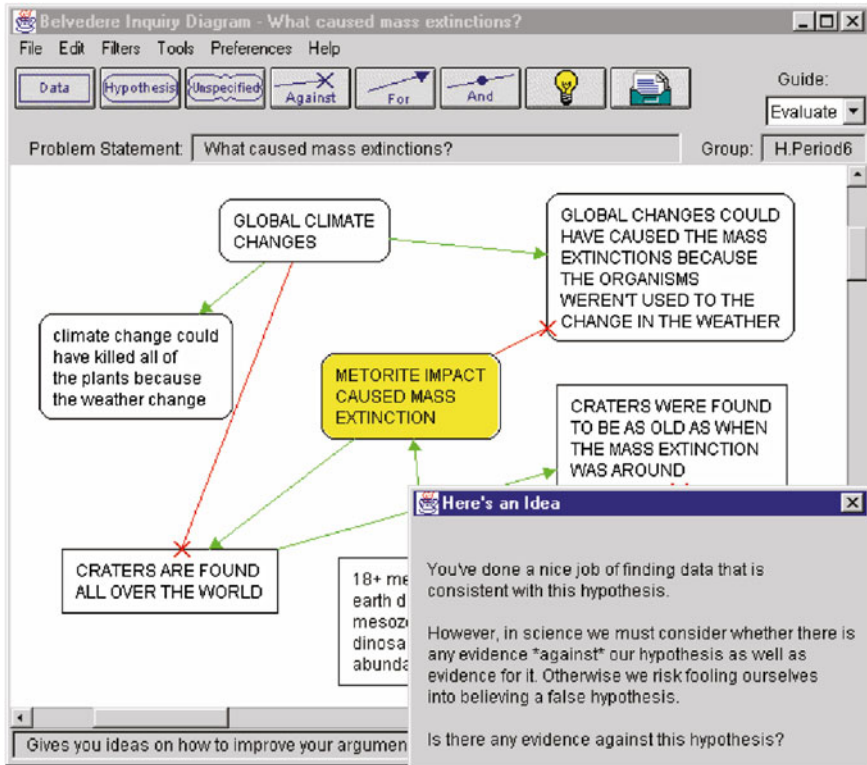 Belvedere Inquiry Diagram - What caused mass extinctions?
File Edit Filters Tools Preferences Help
Data Hypothesis Unspecified Against For And
Guide:
Evaluate
Problem Statement: What caused mass extinctions? Group: H.Period6
GLOBAL CLIMATE
CHANGES
GLOBAL CHANGES COULD
HAVE CAUSED THE MASS
EXTINCTIONS BECAUSE
THE ORGANISMS
WEREN'T USED TO THE
CHANGE IN THE WEATHER
climate change could
have killed all of
the plants because
the weather change
METORITE IMPACT
CAUSED MASS
EXTINCTION
CRATERS WERE FOUND
TO BE AS OLD AS WHEN
THE MASS EXTINCTION
WAS AROUND
CRATERS ARE FOUND
ALL OVER THE WORLD
18+ me
earth d
mesozo
dinosa
abunda
Here's an Idea
You've done a nice job of finding data that is
consistent with this hypothesis.
However, in science we must consider whether there is
any evidence *against* our hypothesis as well as
evidence for it. Otherwise we risk fooling ourselves
into believing a false hypothesis.
Is there any evidence against this hypothesis?
Gives you ideas on how to improve your argumen